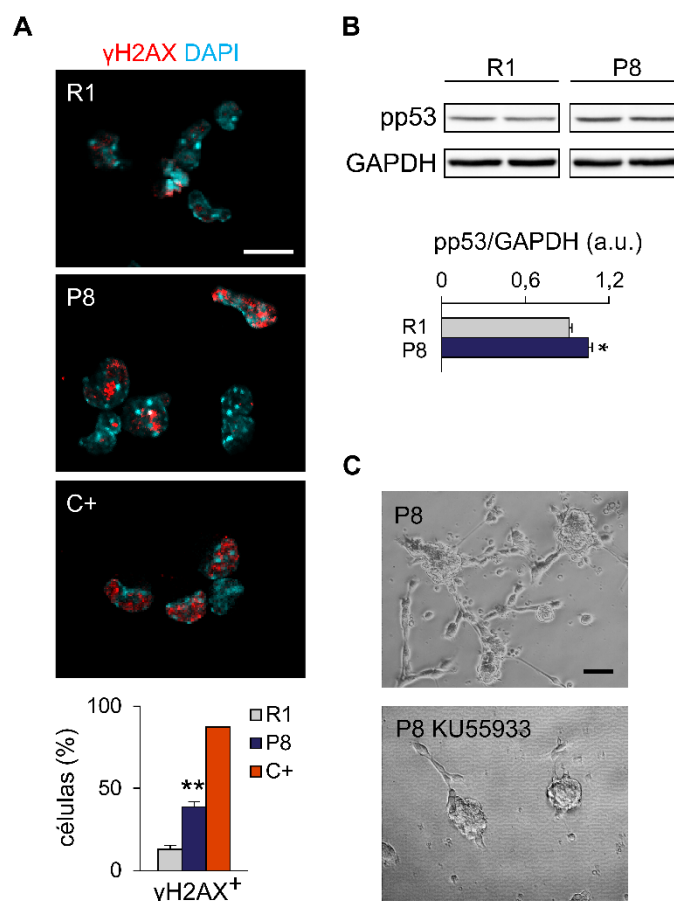 A
γH2AX DAPI
R1
P8
C+
100
50
0
células (%)
**
R1
P8
C+
γH2AX+
B
R1 P8
pp53
GAPDH
pp53/GAPDH (a.u.)
0 0,6 1,2
R1
P8
*
C
P8
P8 KU55933